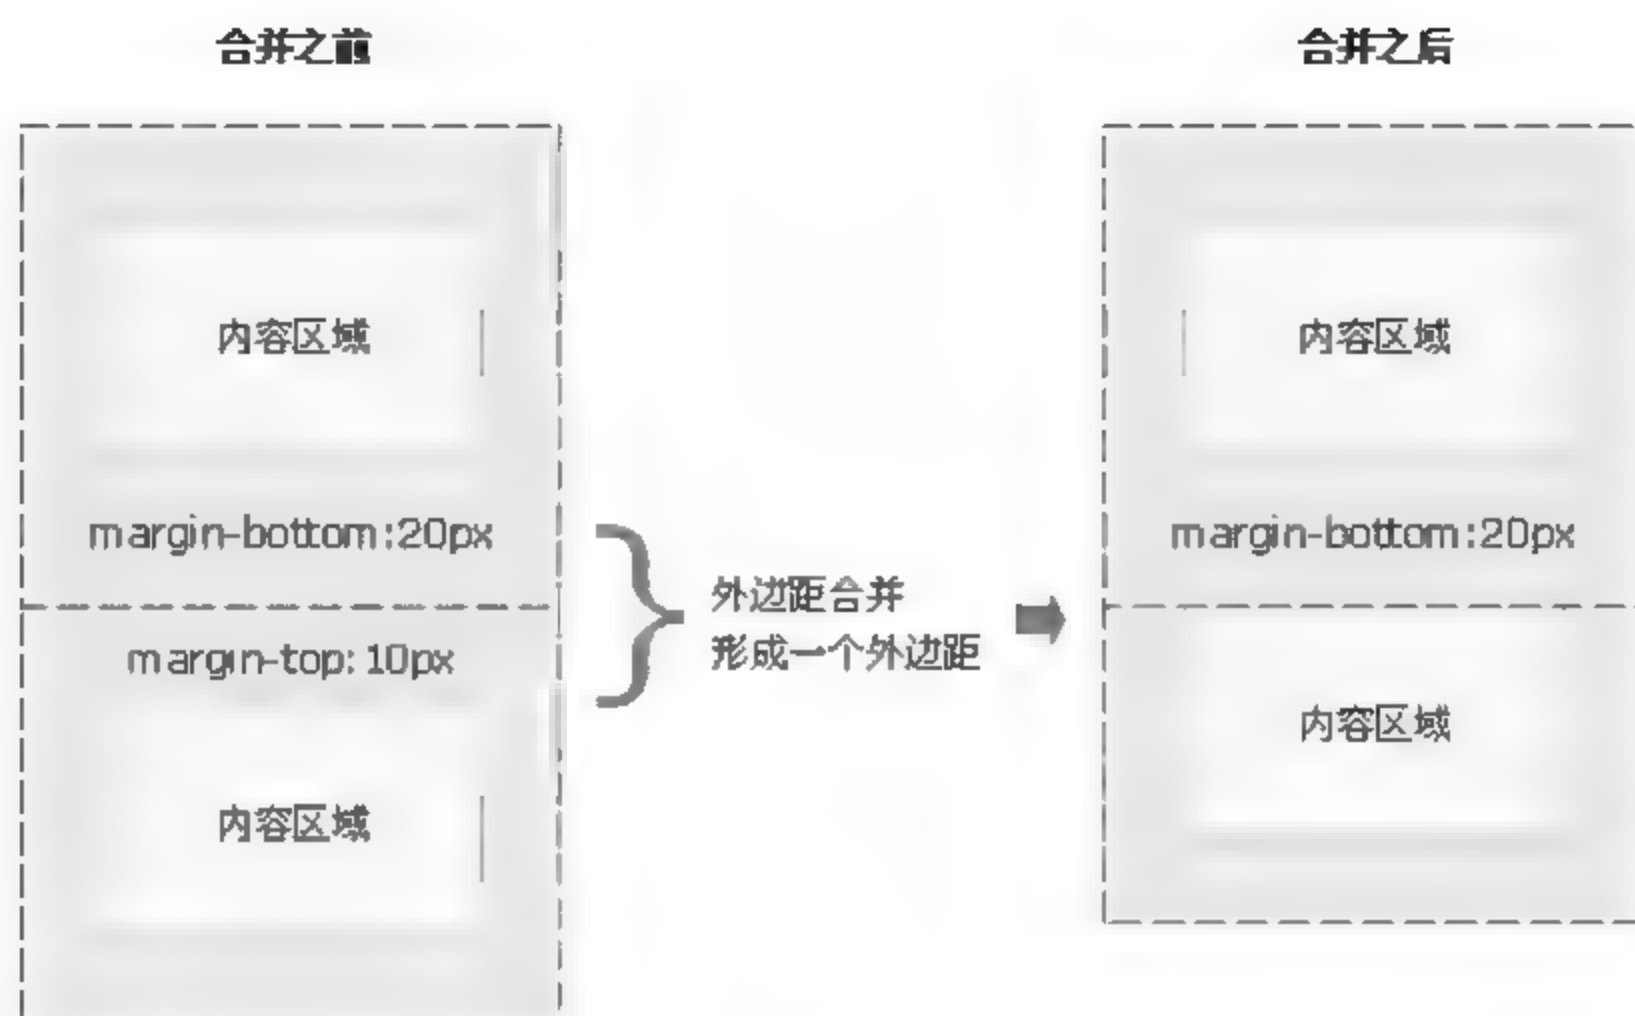 合并之前
合并之后
内容区域
内容区域
margin-bottom:20px
margin-bottom:20px
外边距合并
形成一个外边距
margin-top:10px
内容区域
内容区域